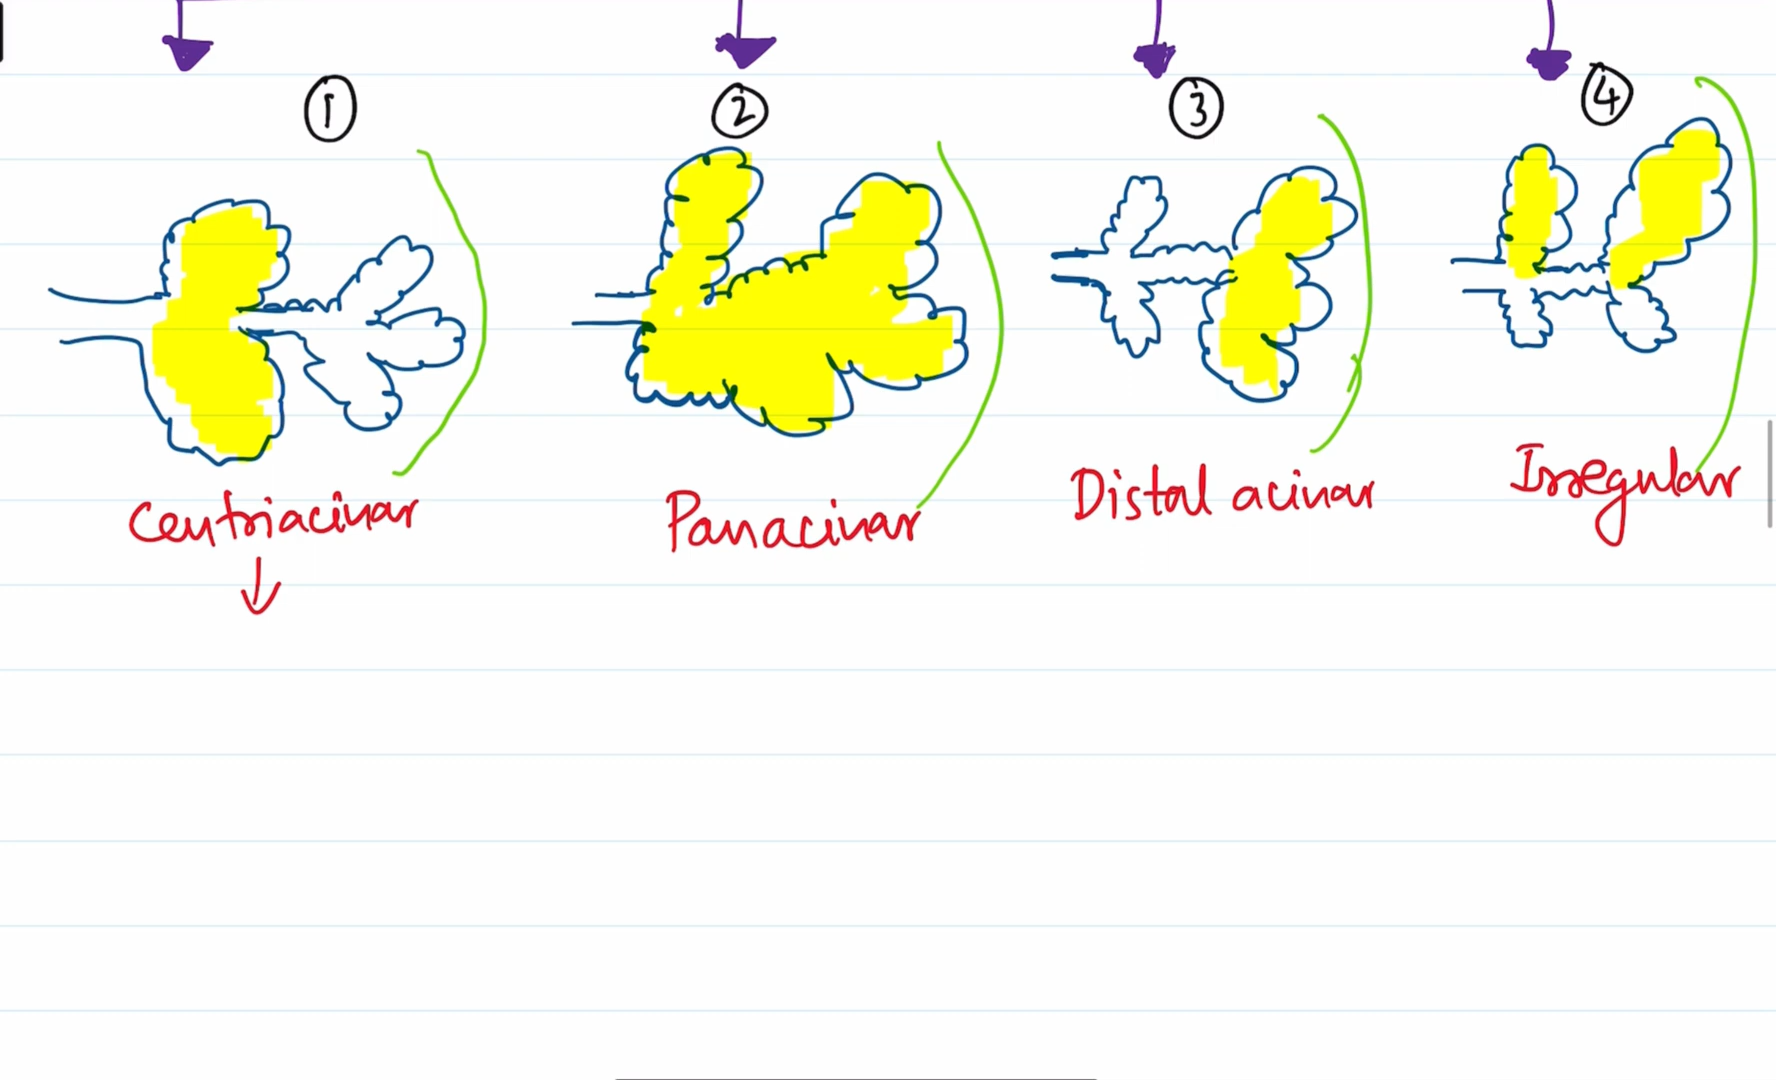 1
2
3
4
Centriacinar
Panacinar
Distal acinar
Irregular